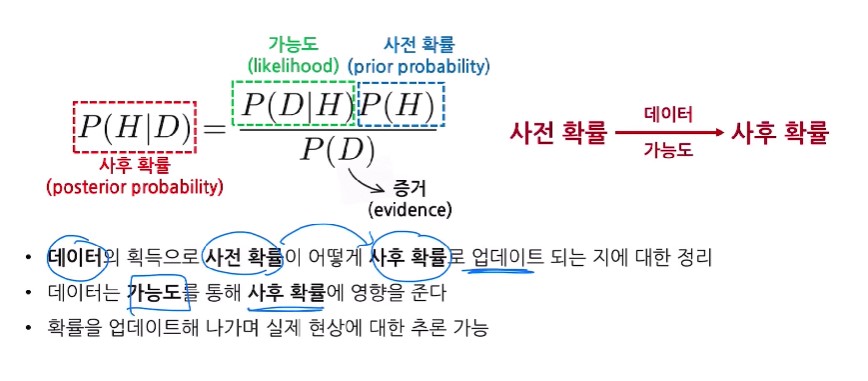 가능도
(likelihood)
사전 확률
(prior probability)
P(H|D) = P(D|H)P(H)
P(D)
사후 확률
(posterior probability)
증거
(evidence)
사전 확률
데이터
가능도
사후 확률
• 데이터의 획득으로 사전 확률이 어떻게 사후 확률로 업데이트 되는 지에 대한 정리
• 데이터는 가능도를 통해 사후 확률에 영향을 준다
• 확률을 업데이트해 나가며 실제 현상에 대한 추론 가능